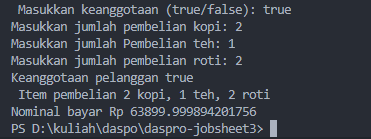 Masukkan keanggotaan (true/false): true
Masukkan jumlah pembelian kopi: 2
Masukkan jumlah pembelian teh: 1
Masukkan jumlah pembelian roti: 2
Keanggotaan pelanggan true
Item pembelian 2 kopi, 1 teh, 2 roti
Nominal bayar Rp 63899.999894201756
PS D:\kuliah\daspo\daspro-jobsheet3>